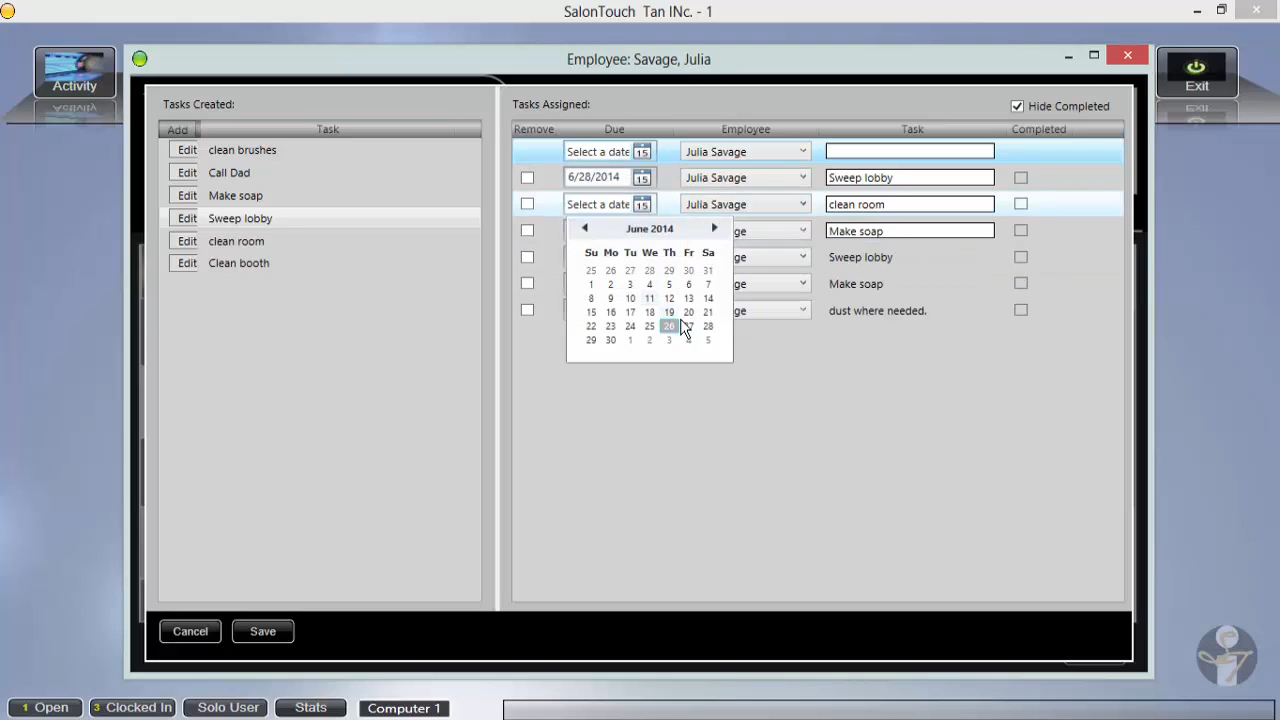 SalonTouch Tan INc. - 1
Activity
Employee: Savage, Julia
Exit
Tasks Created:
Add Task
Edit clean brushes
Edit Call Dad
Edit Make soap
Edit Sweep lobby
Edit clean room
Edit Clean booth
Tasks Assigned:
Hide Completed
Remove Due Employee Task Completed
Select a date 15 Julia Savage
6/28/2014 15 Julia Savage Sweep lobby
Select a date 15 Julia Savage clean room
ge Make soap
ge Sweep lobby
ge Make soap
ge dust where needed.
June 2014
Su Mo Tu We Th Fr Sa
25 26 27 28 29 30 31
1 2 3 4 5 6 7
8 9 10 11 12 13 14
15 16 17 18 19 20 21
22 23 24 25 26 27 28
29 30 1 2 3 4 5
Cancel Save
1 Open 3 Clocked In Solo User Stats Computer 1